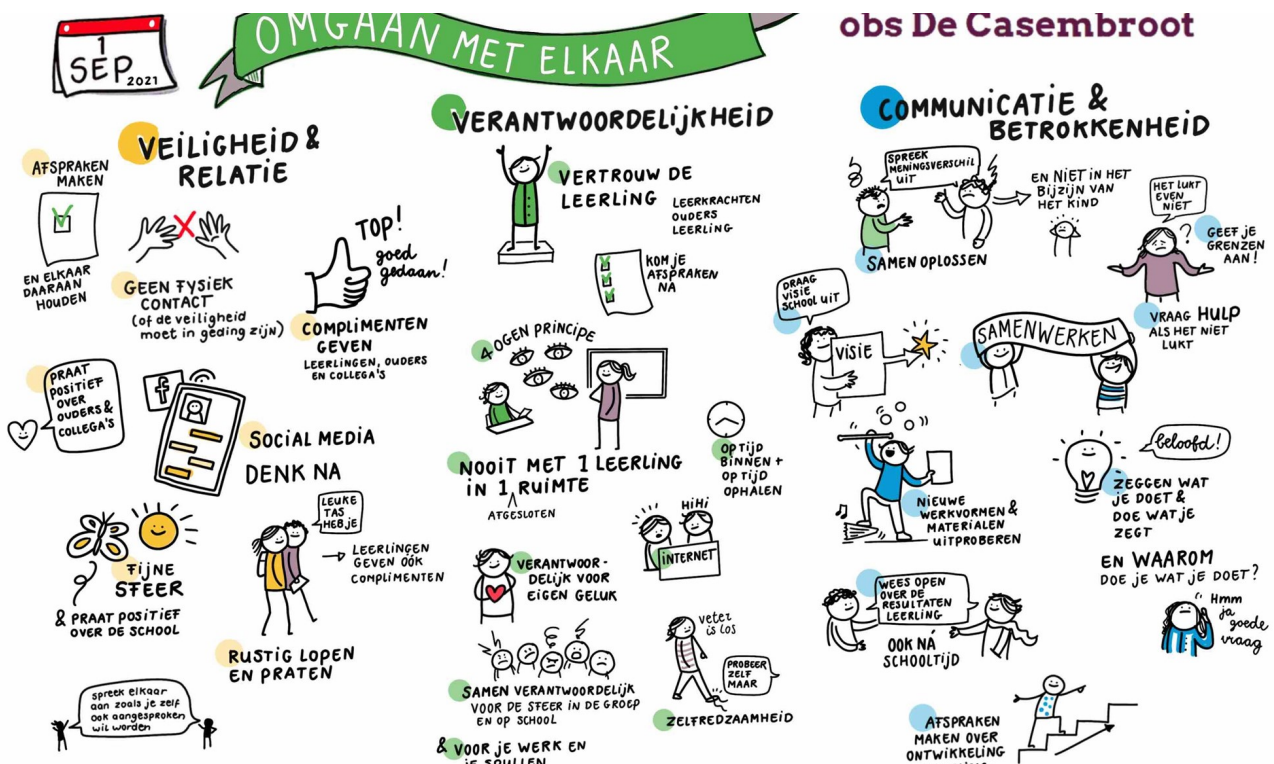 1
SEP 2021
OMGAAN MET ELKAAR
obs De Casembroot
VEILIGHEID &
RELATIE
AFSPRAKEN
MAKEN
EN ELKAAR
DAARAAN
HOUDEN
GEEN FYSIEK
CONTACT
(of de veiligheid
moet in geding zijn)
TOP!
goed
gedaan!
COMPLIMENTEN
GEVEN
LEERLINGEN, OUDERS
EN COLLEGA'S
PRAAT
POSITIEF
OVER
OUDERS &
COLLEGA'S
f
SOCIAL MEDIA
DENK NA
FIJNE
SFEER
& PRAAT POSITIEF
OVER DE SCHOOL
LEUKE
TAS
HEB JE
LEERLINGEN
GEVEN OÓK
COMPLIMENTEN
RUSTIG LOPEN
EN PRATEN
spreek elkaar
aan zoals je zelf
ook aangesproken
wil worden
VERANTWOORDELIJKHEID
VERTROUW DE
LEERLING
LEERKRACHTEN
OUDERS
LEERLING
KOM JE
AFSPRAKEN
NA
4 OGEN PRINCIPE
NOOIT MET 1 LEERLING
IN 1 RUIMTE
AFGESLOTEN
OP TIJD
BINNEN +
OP TIJD
OPHALEN
HIHI
INTERNET
VERANTWOOR-
DELIJK VOOR
EIGEN GELUK
SAMEN VERANTWOORDELIJK
VOOR DE SFEER IN DE GROEP
EN OP SCHOOL
& VOOR JE WERK EN
JE SPULLEN
veter
is los
PROBEER
ZELF
MAAR
ZELFREDZAAMHEID
COMMUNICATIE &
BETROKKENHEID
SPREEK
MENINGSVERSCHIL
UIT
EN NIET IN HET
BIJZIJN VAN
HET KIND
SAMEN OPLOSSEN
HET LUKT
EVEN
NIET
?
GEEF JE
GRENZEN
AAN!
VRAAG HULP
ALS HET NIET
LUKT
DRAAG
VISIE
SCHOOL UIT
VISIE
SAMENWERKEN
NIEUWE
WERKVORMEN &
MATERIALEN
UITPROBEREN
beloofd!
ZEGGEN WAT
JE DOET &
DOE WAT JE
ZEGT
EN WAAROM
DOE JE WAT JE DOET?
Hmm
ja
goede
vraag
WEES OPEN
OVER DE
RESULTATEN
LEERLING
OOK NÁ
SCHOOLTIJD
AFSPRAKEN
MAKEN OVER
ONTWIKKELING